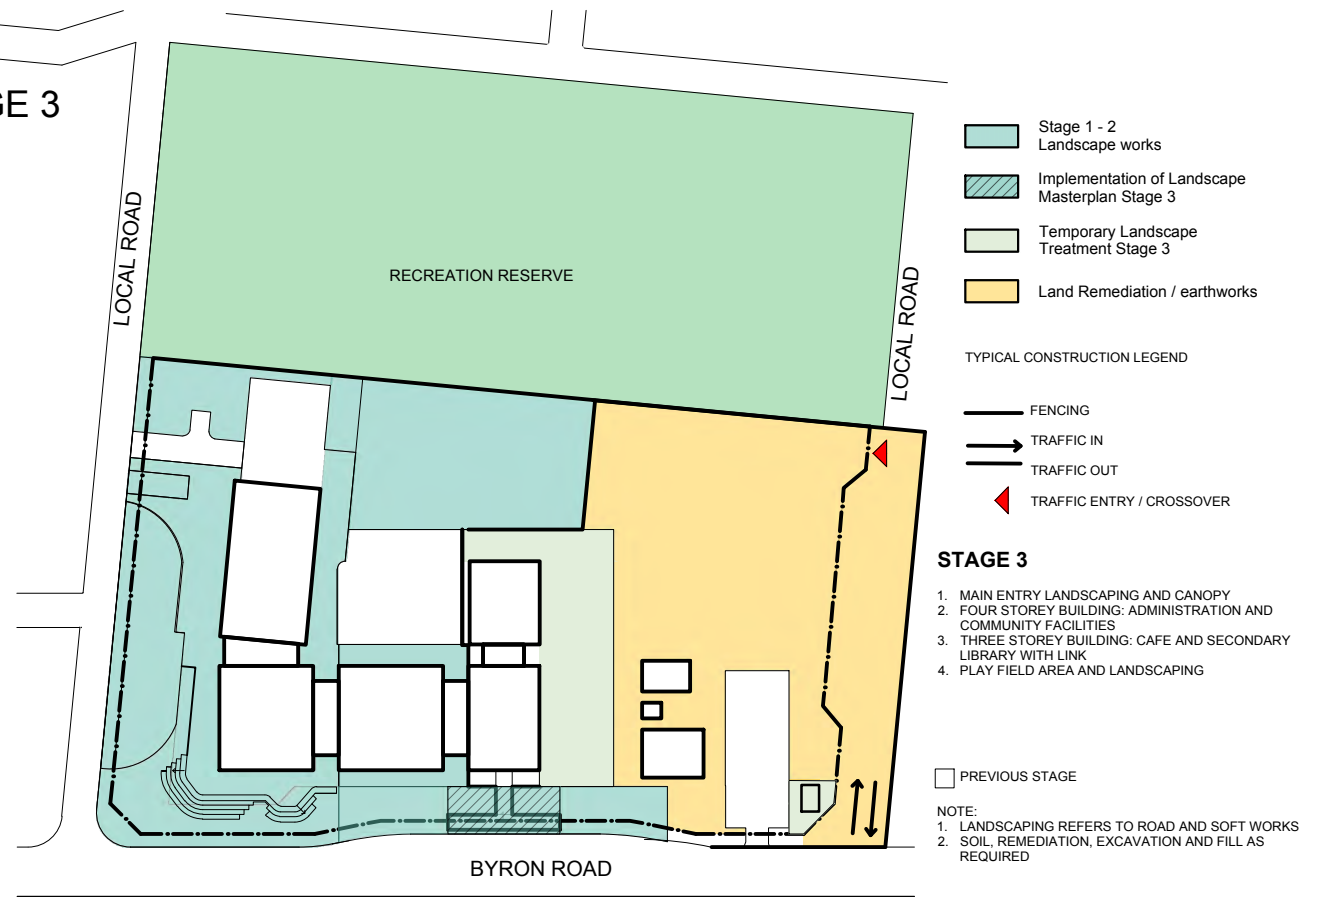 GE 3
LOCAL ROAD
RECREATION RESERVE
LOCAL ROAD
BYRON ROAD
Stage 1 - 2
Landscape works
Implementation of Landscape
Masterplan Stage 3
Temporary Landscape
Treatment Stage 3
Land Remediation / earthworks
TYPICAL CONSTRUCTION LEGEND
FENCING
TRAFFIC IN
TRAFFIC OUT
TRAFFIC ENTRY / CROSSOVER
STAGE 3
1. MAIN ENTRY LANDSCAPING AND CANOPY
2. FOUR STOREY BUILDING: ADMINISTRATION AND
COMMUNITY FACILITIES
3. THREE STOREY BUILDING: CAFE AND SECONDARY
LIBRARY WITH LINK
4. PLAY FIELD AREA AND LANDSCAPING
PREVIOUS STAGE
NOTE:
1. LANDSCAPING REFERS TO ROAD AND SOFT WORKS
2. SOIL, REMEDIATION, EXCAVATION AND FILL AS
REQUIRED